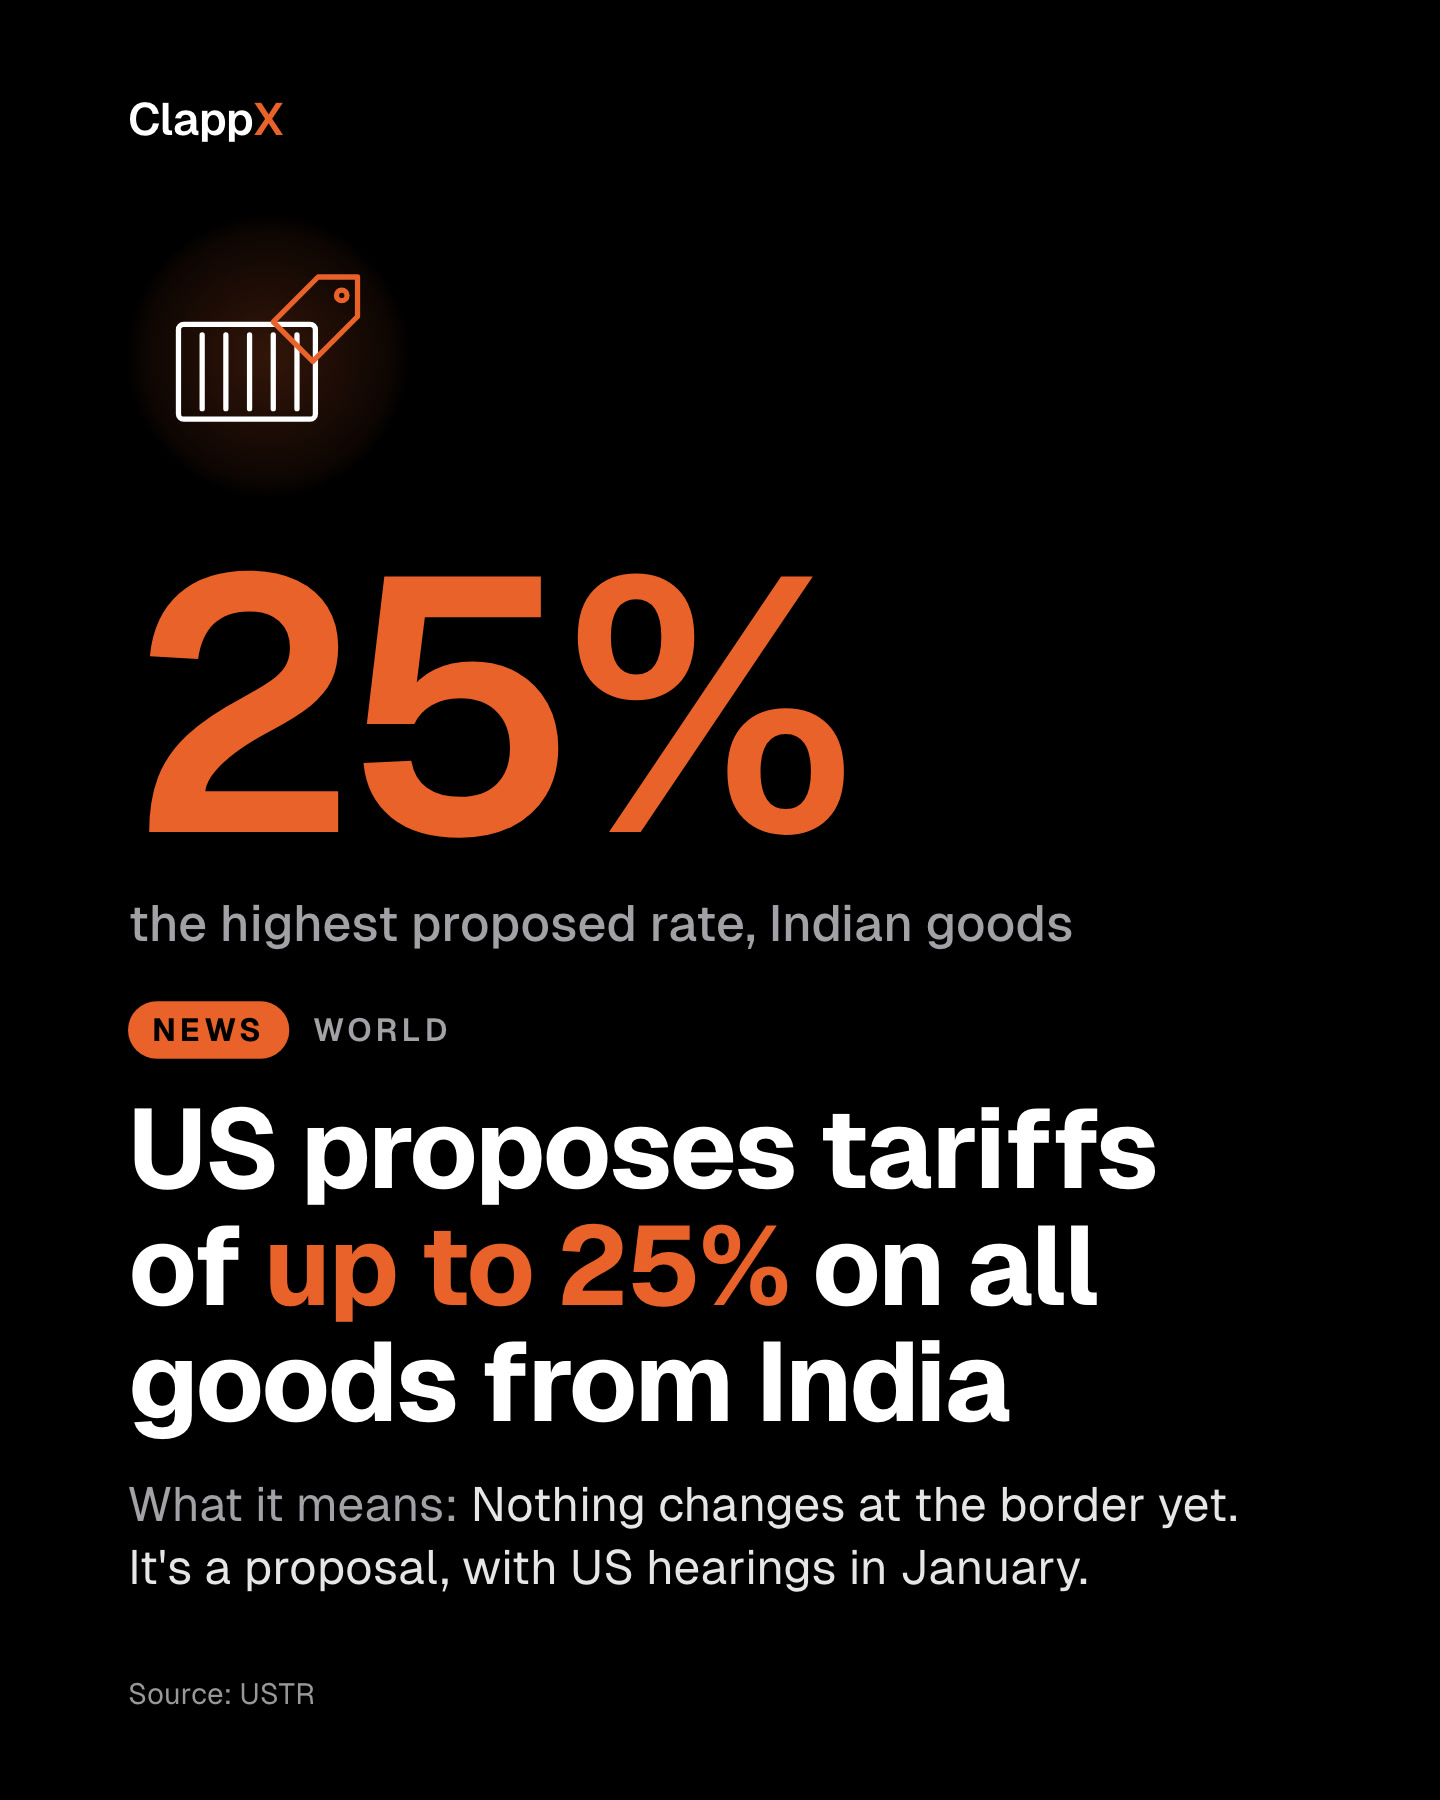 ClappX
25%
the highest proposed rate, Indian goods
NEWS WORLD
US proposes tariffs
of up to 25% on all
goods from India
What it means: Nothing changes at the border yet.
It's a proposal, with US hearings in January.
Source: USTR